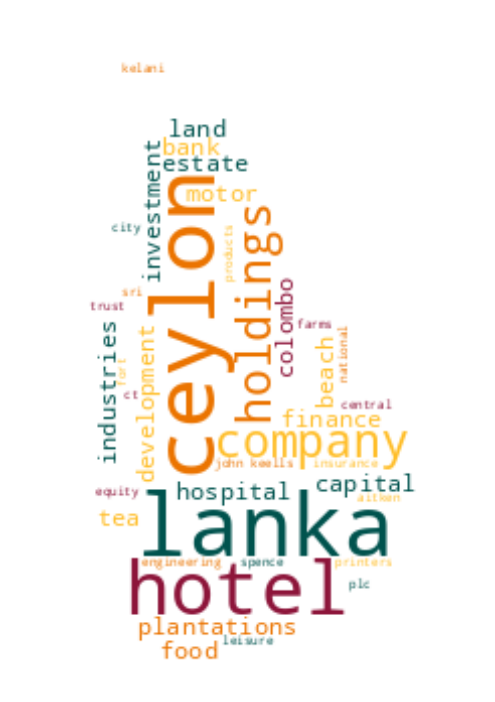 kelani
land
bank
estate
investment
motor
ceylon
holdings
city
products
colombo
sri
trust
farms
industries
fort
development
beach
national
ct
central
finance
company
john keells
insurance
hospital
capital
equity
aitken
tea
lanka
engineering
spence
printers
hotel
plc
plantations
leisure
food